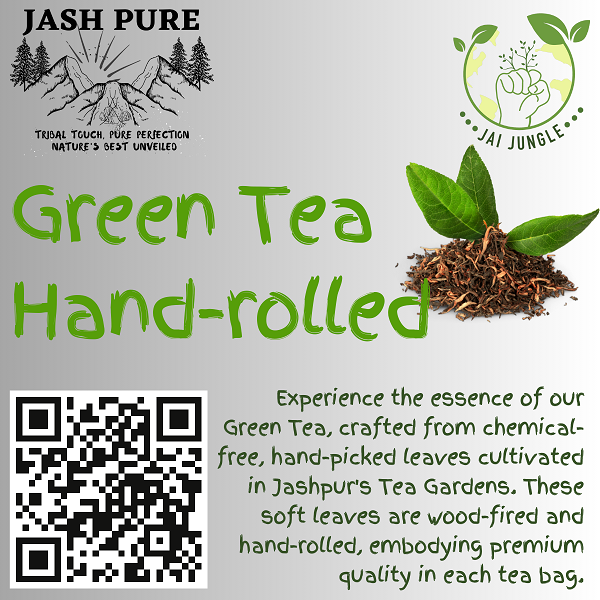 JASH PURE
TRIBAL TOUCH, PURE PERFECTION
NATURE'S BEST UNVEILED
JAI JUNGLE
Green Tea
Hand-rolled
Experience the essence of our
Green Tea, crafted from chemical-
free, hand-picked leaves cultivated
in Jashpur's Tea Gardens. These
soft leaves are wood-fired and
hand-rolled, embodying premium
quality in each tea bag.